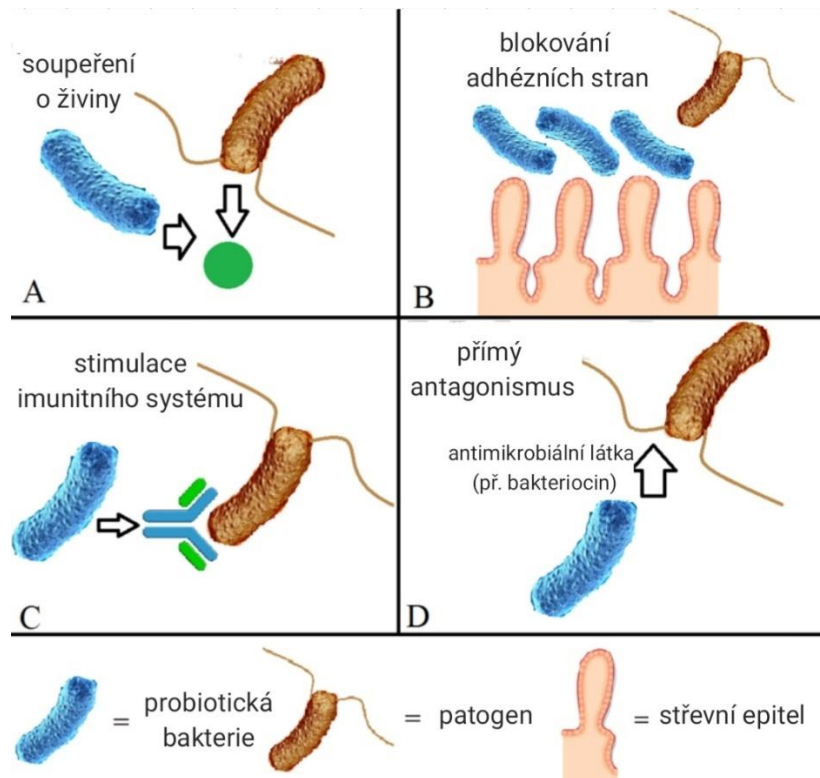 soupeření
o živiny
A
blokování
adhézních stran
B
stimulace
imunitního systému
C
přímý
antagonismus
antimikrobiální látka
(př. bakteriocin)
D
= probiotická
bakterie
= patogen
= střevní epitel